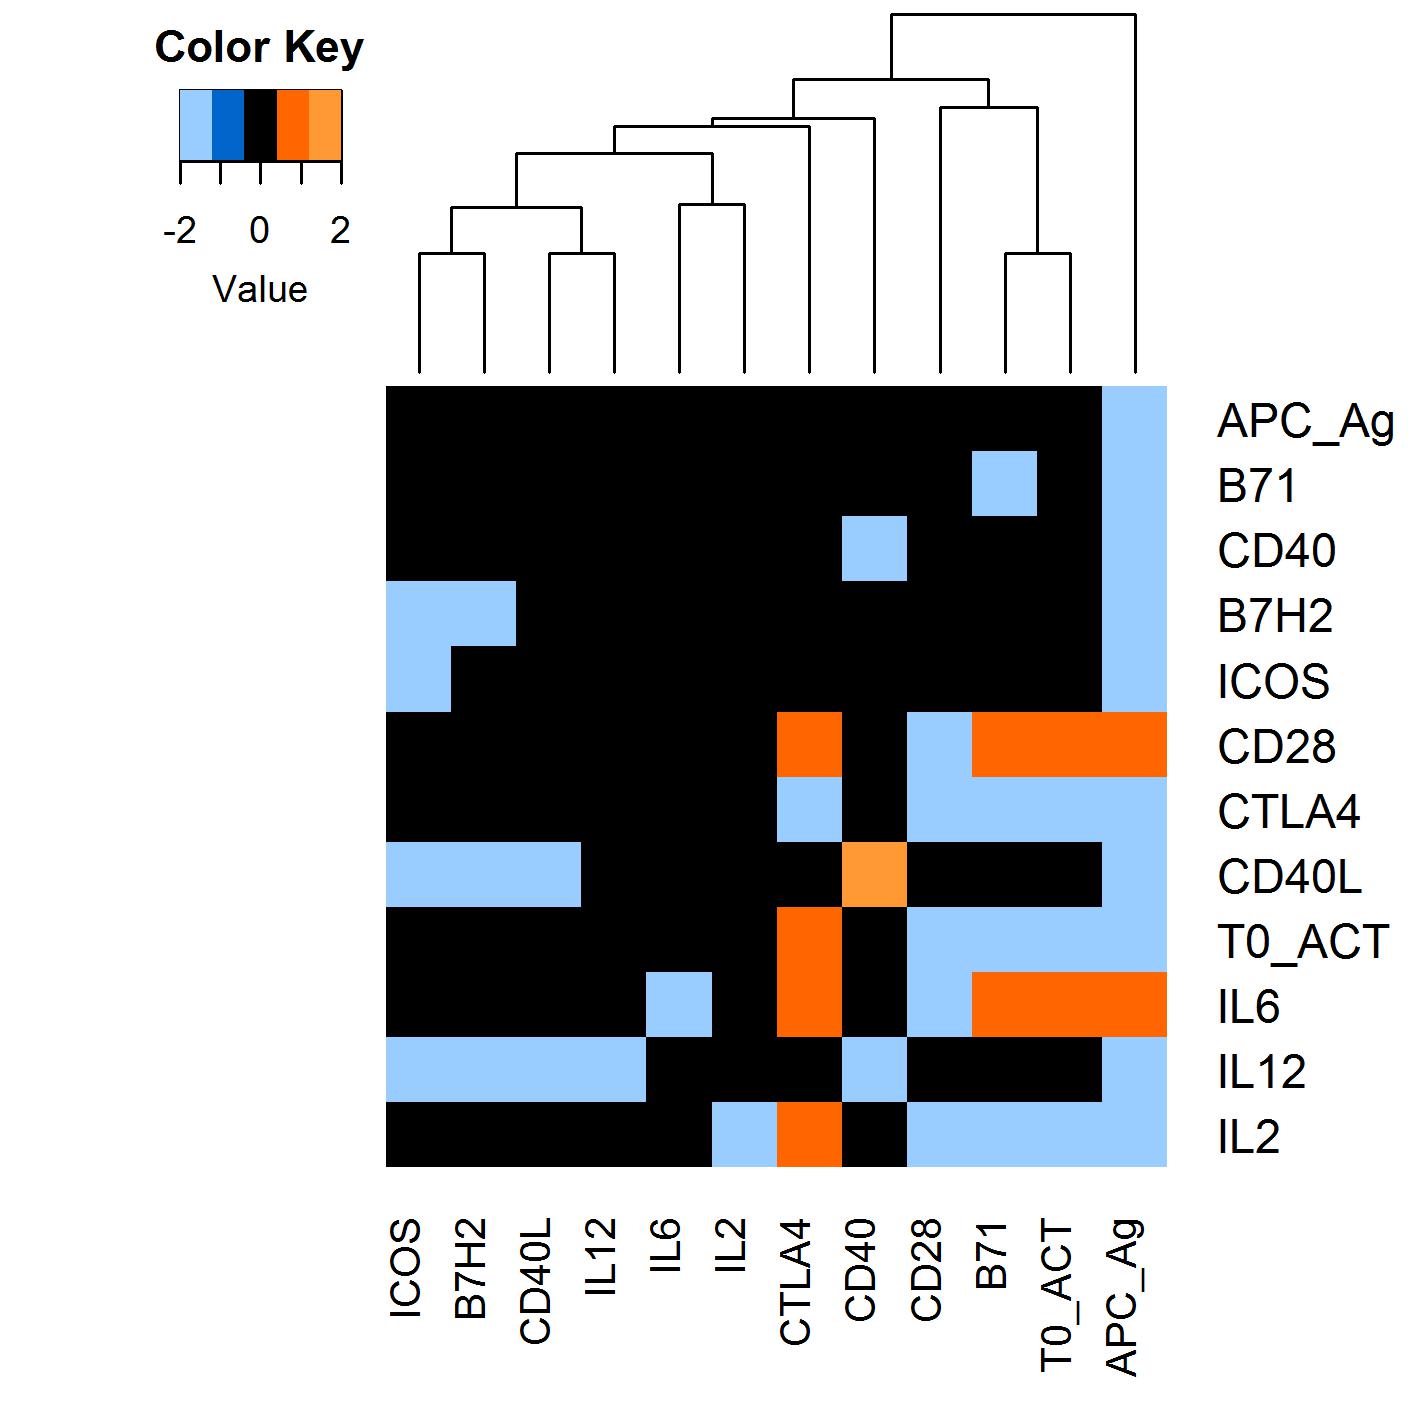 Color Key
-2 0 2
Value
APC_Ag
B71
CD40
B7H2
ICOS
CD28
CTLA4
CD40L
T0_ACT
IL6
IL12
IL2
ICOS
B7H2
CD40L
IL12
IL6
IL2
CTLA4
CD40
CD28
B71
T0_ACT
APC_Ag